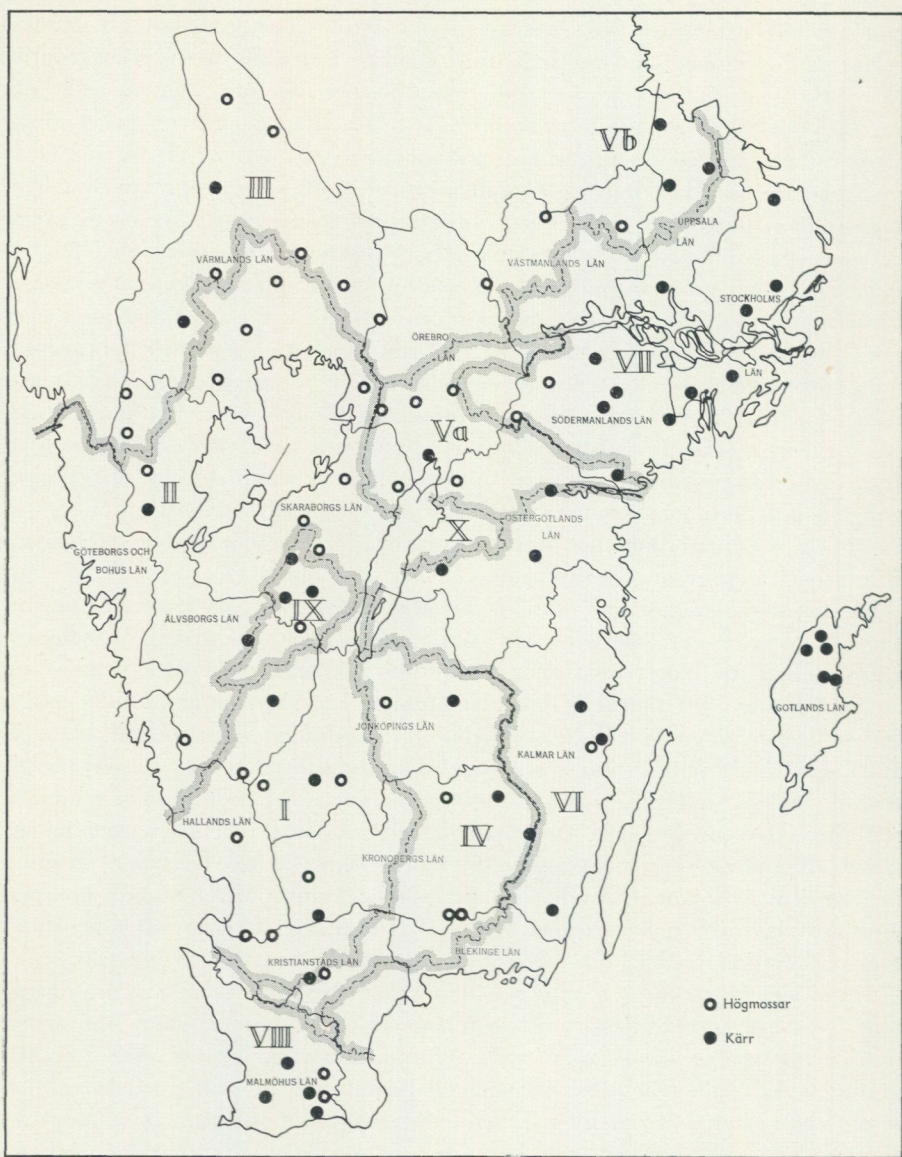 Vb
III
UPPSALA
LÄN
VÄRMLANDS LÄN
VÄSTMANLANDS LÄN
STOCKHOLMS
LÄN
ÖREBRO
LÄN
VII
SÖDERMANLANDS LÄN
Va
II
SKARABORGS LÄN
ÖSTERGÖTLANDS
LÄN
X
GÖTEBORGS OCH
BOHUS LÄN
IX
ÄLVSBORGS LÄN
GOTLANDS LÄN
JÖNKÖPINGS LÄN
KALMAR LÄN
VI
I
HALLANDS LÄN
IV
KRONOBERGS LÄN
BLEKINGE LÄN
KRISTIANSTADS LÄN
Högmossar
Kärr
VIII
MALMÖHUS LÄN